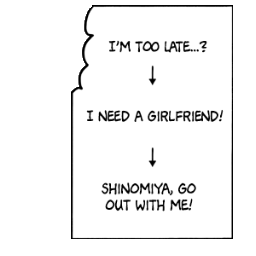 I'M TOO LATE...?
↓
I NEED A GIRLFRIEND!
↓
SHINOMIYA, GO
OUT WITH ME!